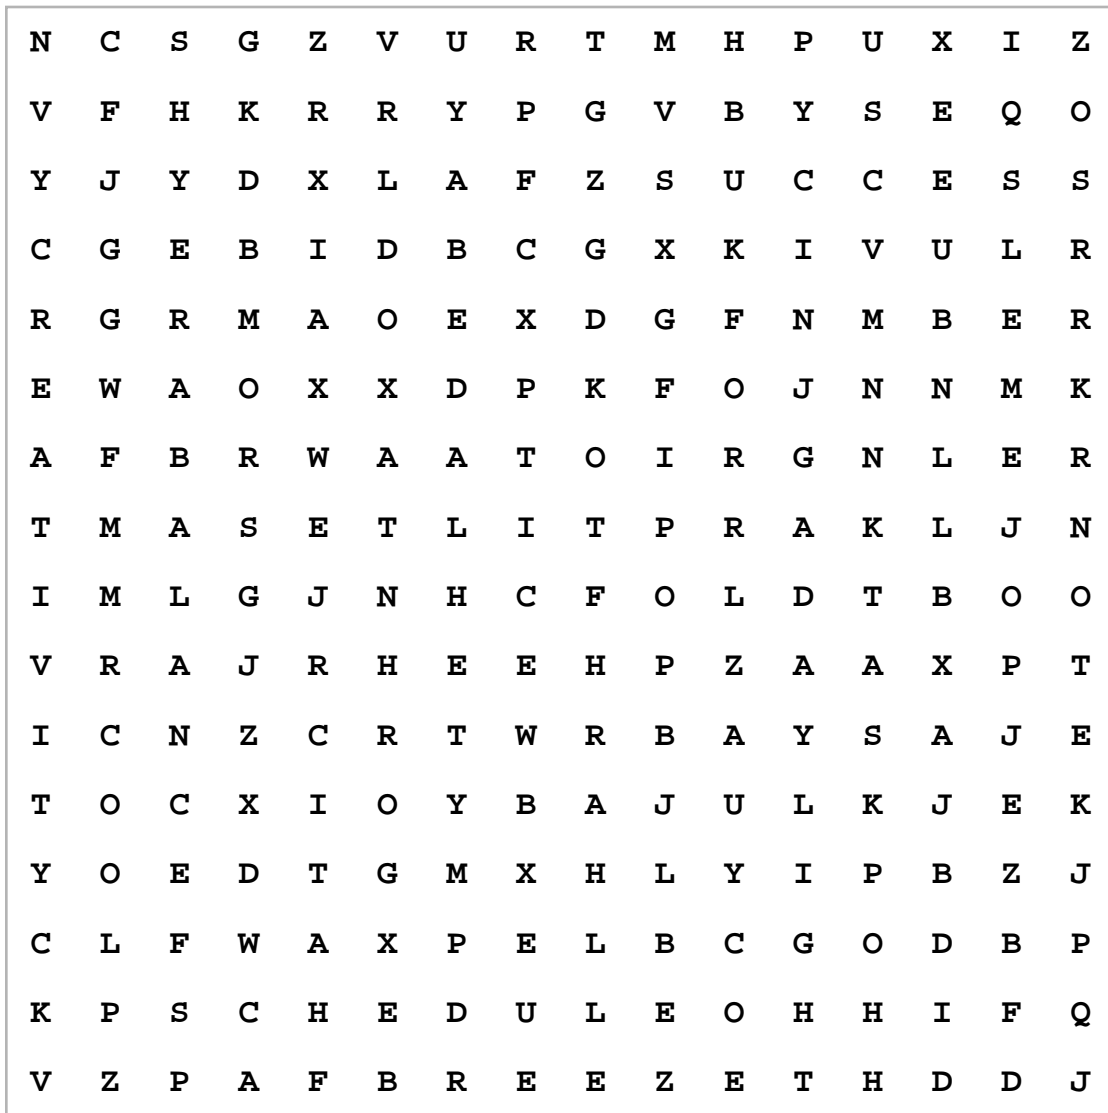 N C S G Z V U R T M H P U X I Z
V F H K R R Y P G V B Y S E Q O
Y J Y D X L A F Z S U C C E S S
C G E B I D B C G X K I V U L R
R G R M A O E X D G F N M B E R
E W A O X X D P K F O J N N M K
A F B R W A A T O I R G N L E R
T M A S E T L I T P R A K L J N
I M L G J N H C F O L D T B O O
V R A J R H E E H P Z A A X P T
I C N Z C R T W R B A Y S A J E
T O C X I O Y B A J U L K J E K
Y O E D T G M X H L Y I P B Z J
C L F W A X P E L B C G O D B P
K P S C H E D U L E O H H I F Q
V Z P A F B R E E Z E T H D D J